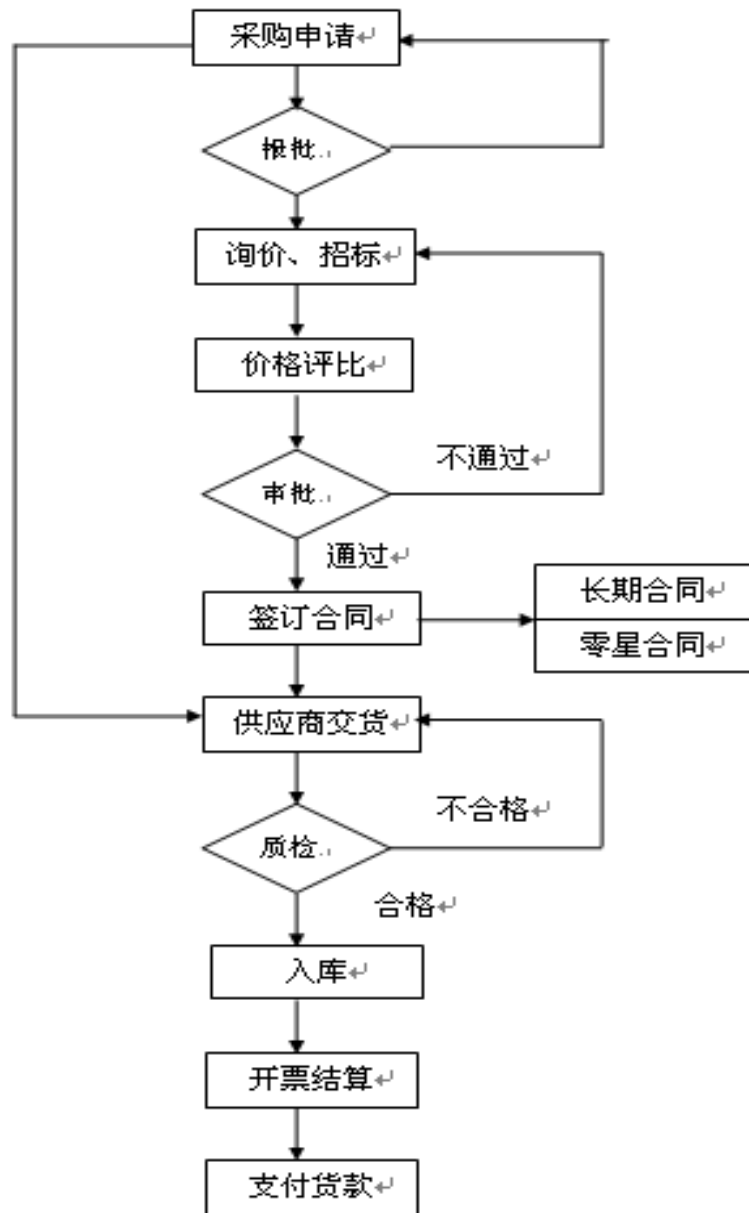 采购申请
报批
询价、招标
价格评比
不通过
审批
通过
签订合同
长期合同
零星合同
供应商交货
不合格
质检
合格
入库
开票结算
支付货款